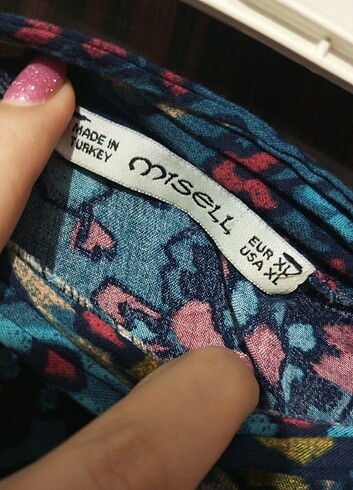 MADE IN
TURKEY
misell
EUR XL
USA XL